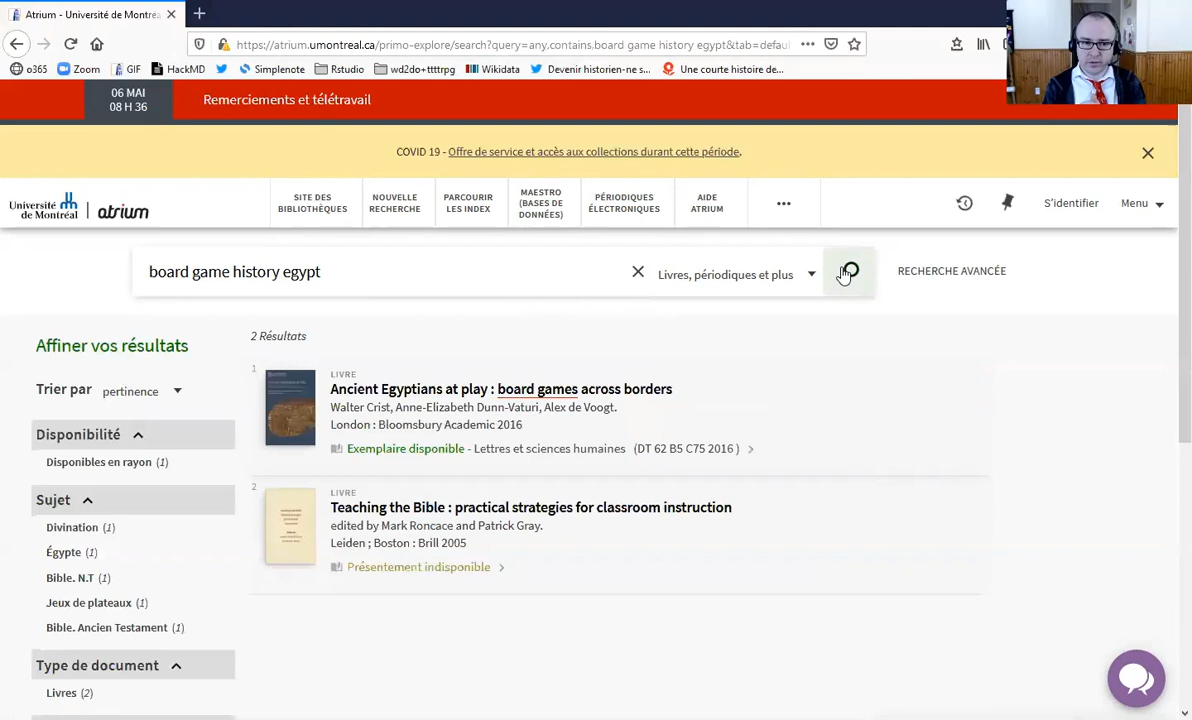 Atrium - Université de Montréa
https://atrium.umontreal.ca/primo-explore/search?query=any,contains,board game history egypt&tab=defau
o365 Zoom GIF HackMD Simplenote Rstudio wd2do+ttttrpg Wikidata Devenir historien-ne s... Une courte histoire de...
06 MAI
08 H 36
Remerciements et télétravail
COVID 19 - Offre de service et accès aux collections durant cette période.
Université de Montréal | atrium
SITE DES BIBLIOTHÈQUES
NOUVELLE RECHERCHE
PARCOURIR LES INDEX
MAESTRO (BASES DE DONNÉES)
PÉRIODIQUES ÉLECTRONIQUES
AIDE ATRIUM
S'identifier
Menu
board game history egypt
Livres, périodiques et plus
RECHERCHE AVANCÉE
Affiner vos résultats
Trier par pertinence
Disponibilité
Disponibles en rayon (1)
Sujet
Divination (1)
Égypte (1)
Bible. N.T (1)
Jeux de plateaux (1)
Bible. Ancien Testament (1)
Type de document
Livres (2)
2 Résultats
1
LIVRE
Ancient Egyptians at play : board games across borders
Walter Crist, Anne-Elizabeth Dunn-Vaturi, Alex de Voogt.
London : Bloomsbury Academic 2016
Exemplaire disponible - Lettres et sciences humaines (DT 62 B5 C75 2016 )
2
LIVRE
Teaching the Bible : practical strategies for classroom instruction
edited by Mark Roncace and Patrick Gray.
Leiden ; Boston : Brill 2005
Présentement indisponible